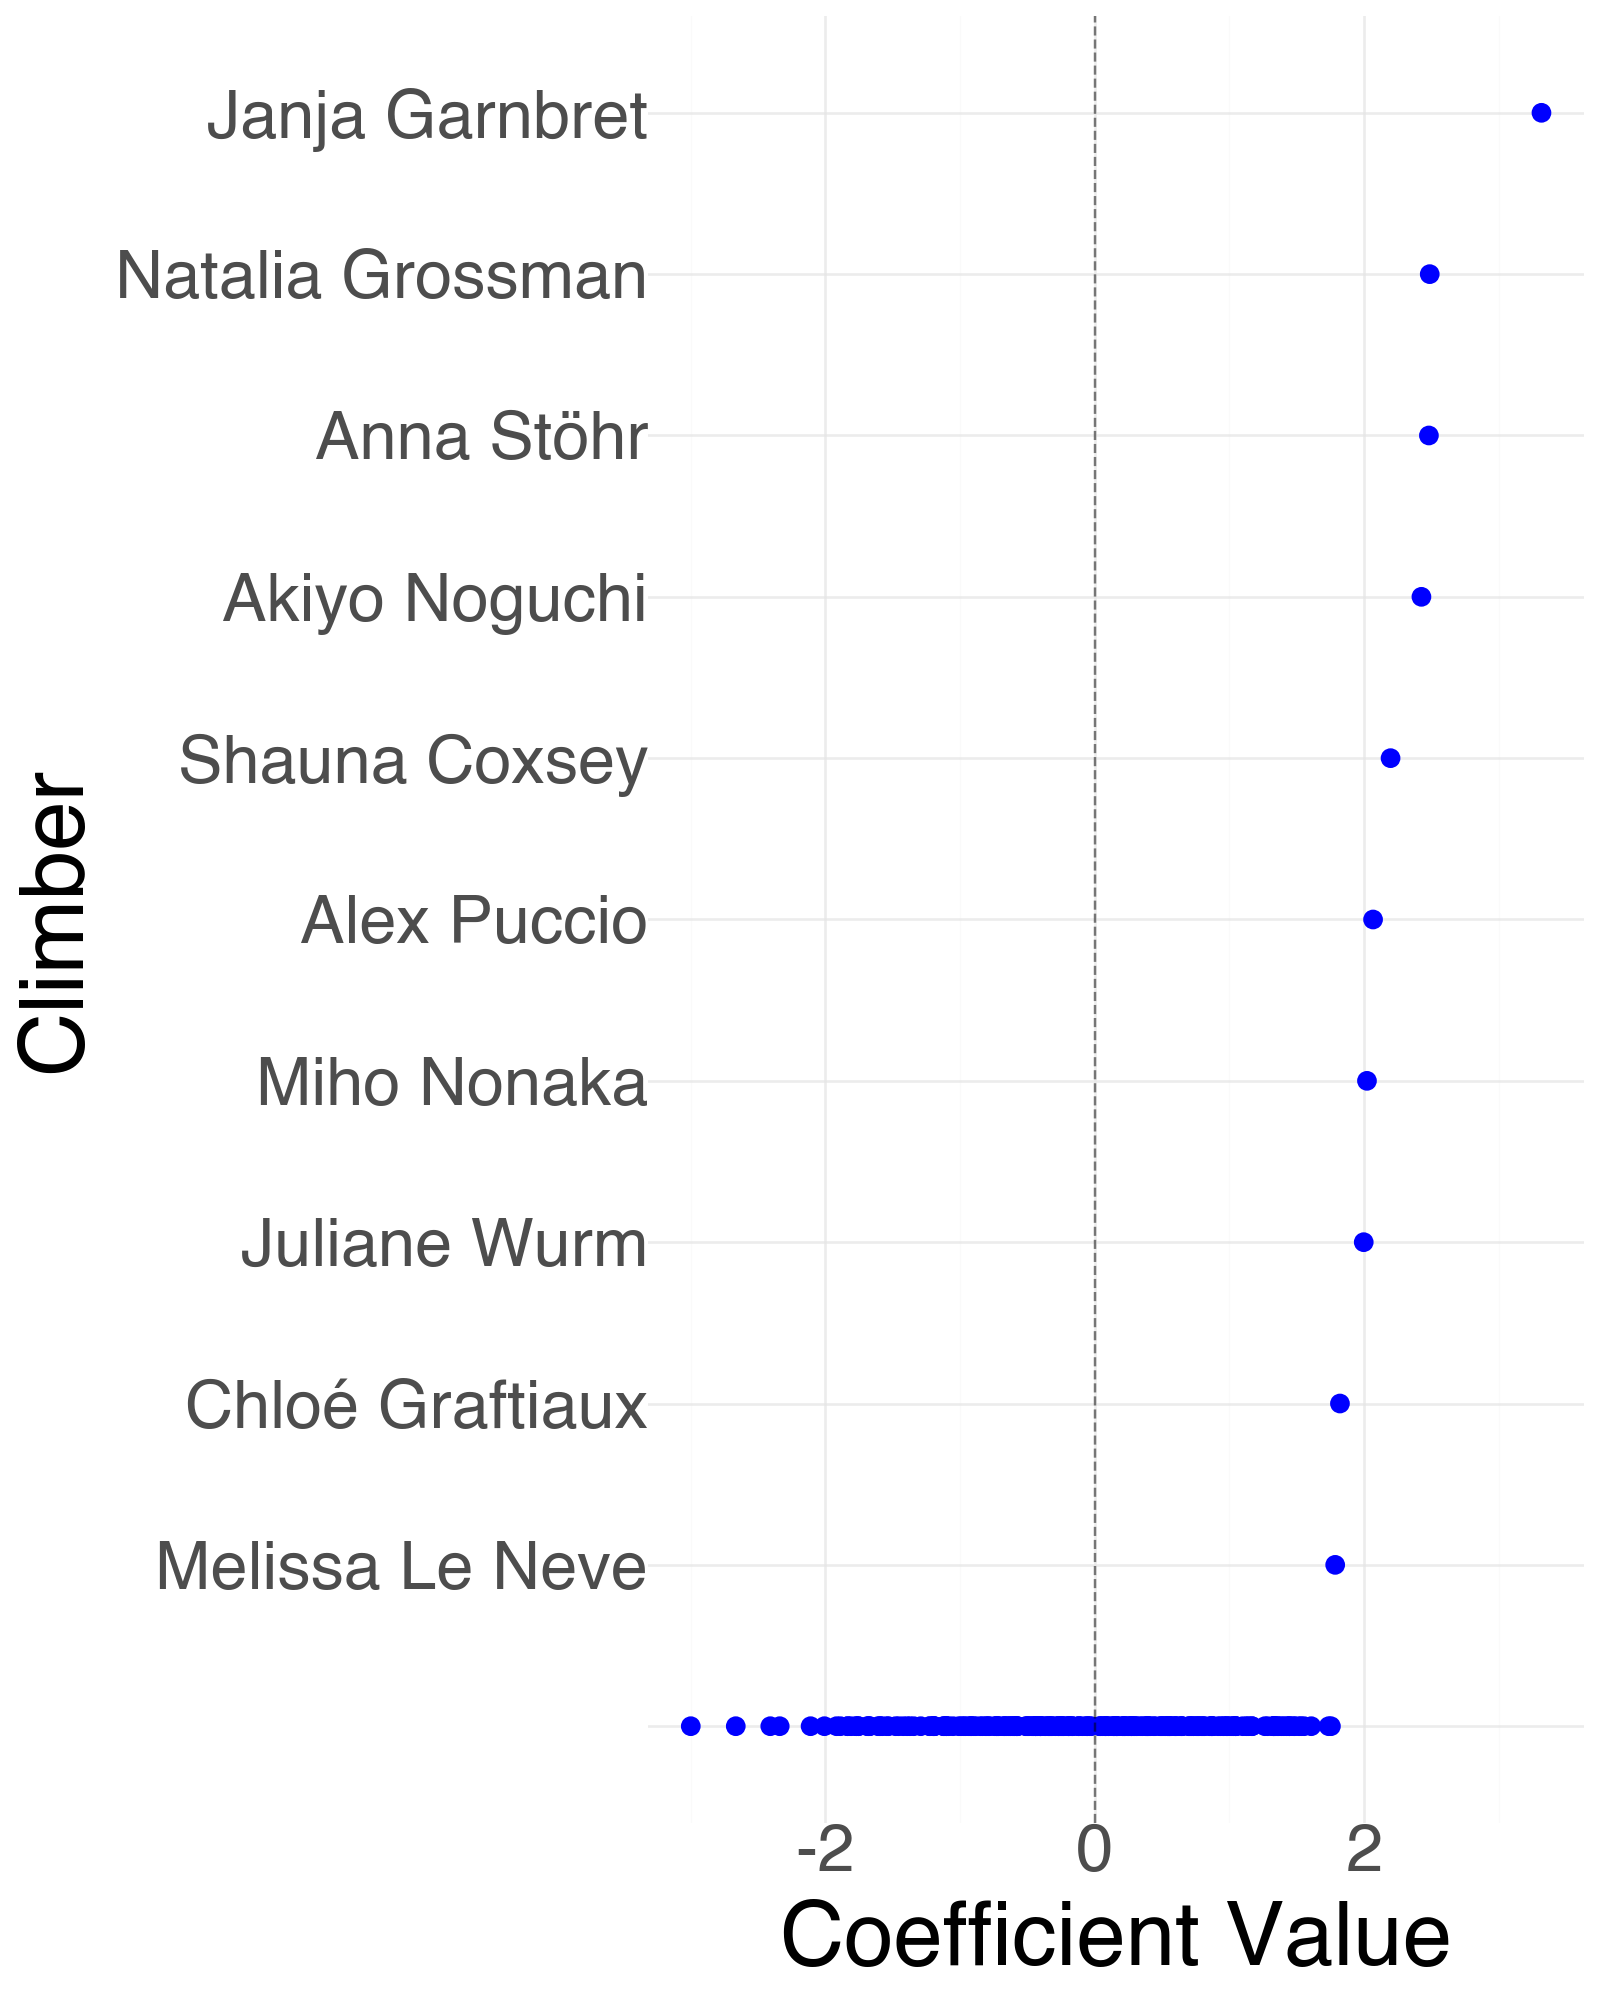 Janja Garnbret
Natalia Grossman
Anna Stöhr
Akiyo Noguchi
Shauna Coxsey
Alex Puccio
Miho Nonaka
Juliane Wurm
Chloé Graftiaux
Melissa Le Neve
Climber
-2 0 2
Coefficient Value